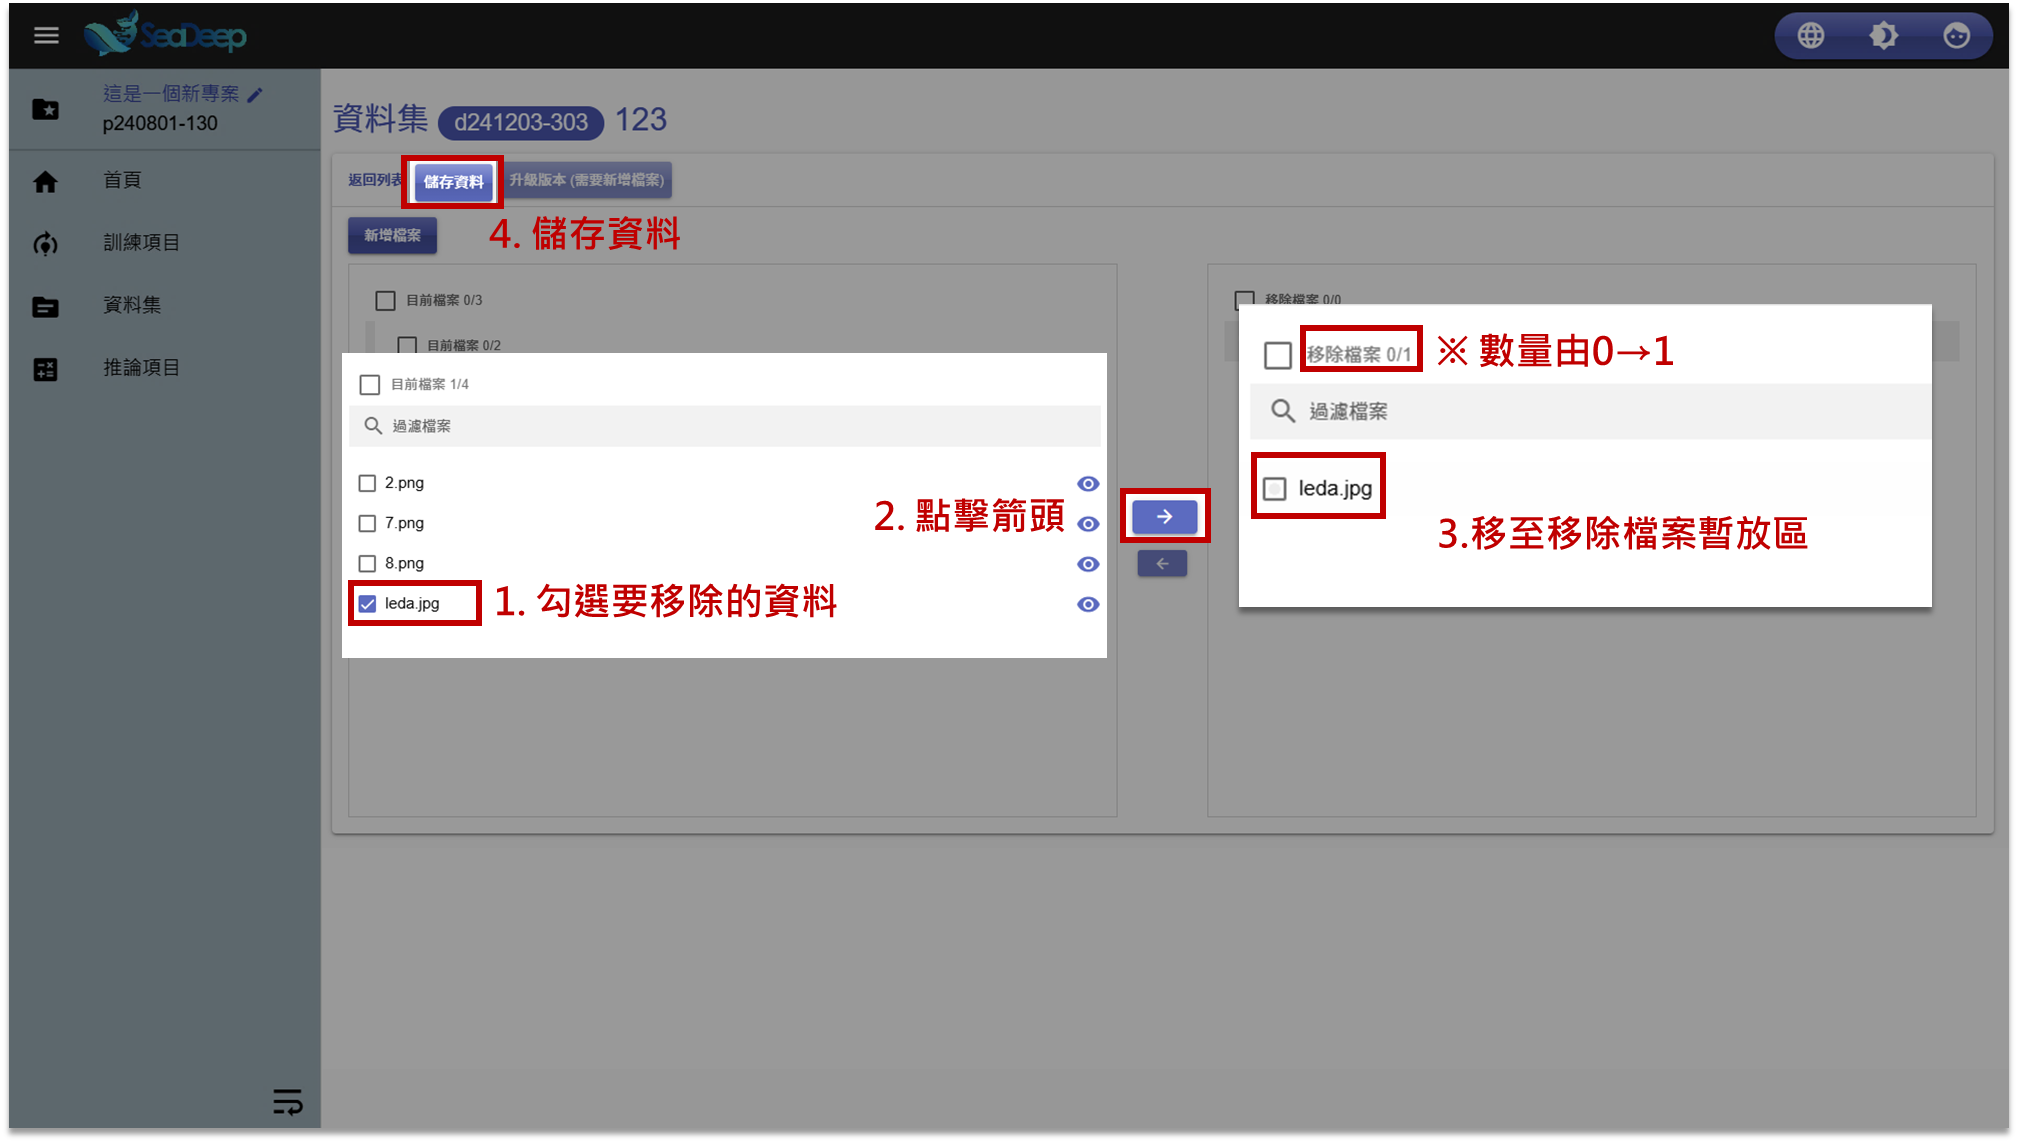 SeaDeep
這是一個新專案
p240801-130
首頁
訓練項目
資料集
推論項目
資料集 d241203-303 123
返回列表 儲存資料 升級版本 (需要新增檔案)
4. 儲存資料
新增檔案
目前檔案 0/3
目前檔案 0/2
目前檔案 1/4
過濾檔案
2.png
7.png
8.png
leda.jpg
1. 勾選要移除的資料
2. 點擊箭頭
移除檔案 0/0
移除檔案 0/1
※ 數量由0→1
過濾檔案
leda.jpg
3.移至移除檔案暫放區